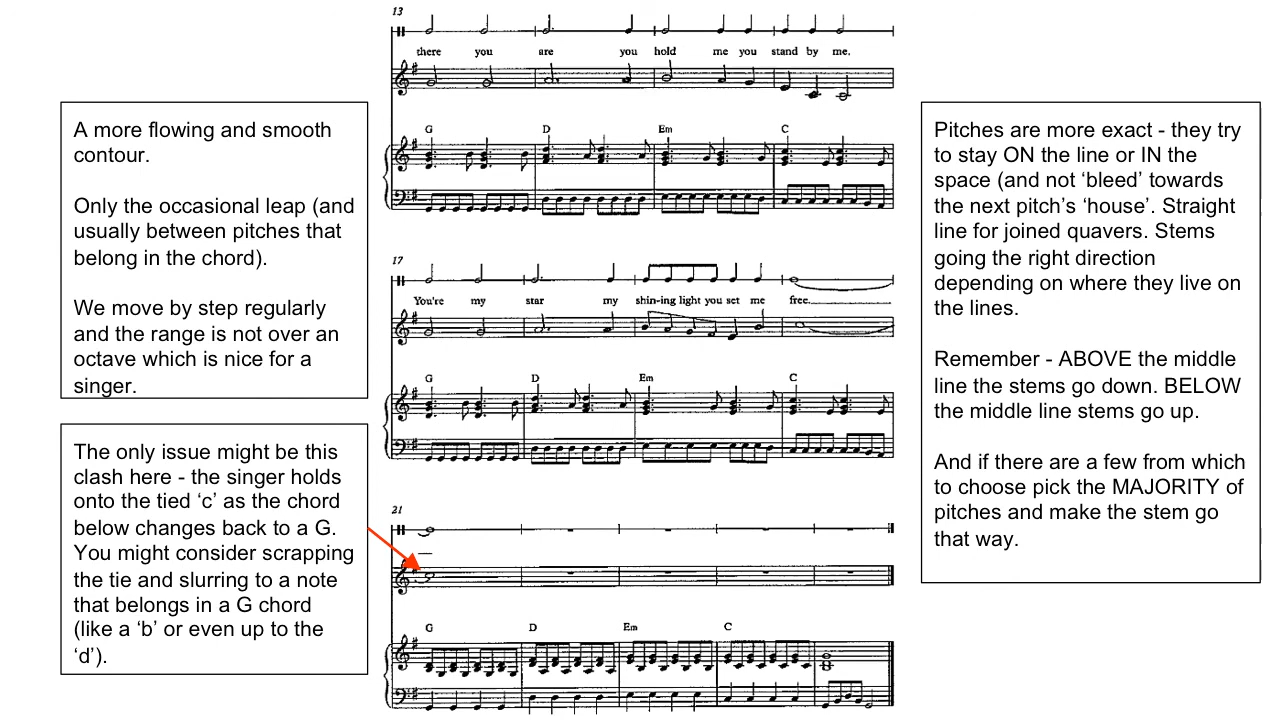 A more flowing and smooth
contour.
Only the occasional leap (and
usually between pitches that
belong in the chord).
We move by step regularly
and the range is not over an
octave which is nice for a
singer.
The only issue might be this
clash here - the singer holds
onto the tied ‘c’ as the chord
below changes back to a G.
You might consider scrapping
the tie and slurring to a note
that belongs in a G chord
(like a ‘b’ or even up to the
‘d’).
13
there you are you hold me you stand by me.
G D Em C
17
You're my star my shin-ing light you set me free.
G D Em C
21
G D Em C
Pitches are more exact - they try
to stay ON the line or IN the
space (and not ‘bleed’ towards
the next pitch’s ‘house’. Straight
line for joined quavers. Stems
going the right direction
depending on where they live on
the lines.
Remember - ABOVE the middle
line the stems go down. BELOW
the middle line stems go up.
And if there are a few from which
to choose pick the MAJORITY of
pitches and make the stem go
that way.